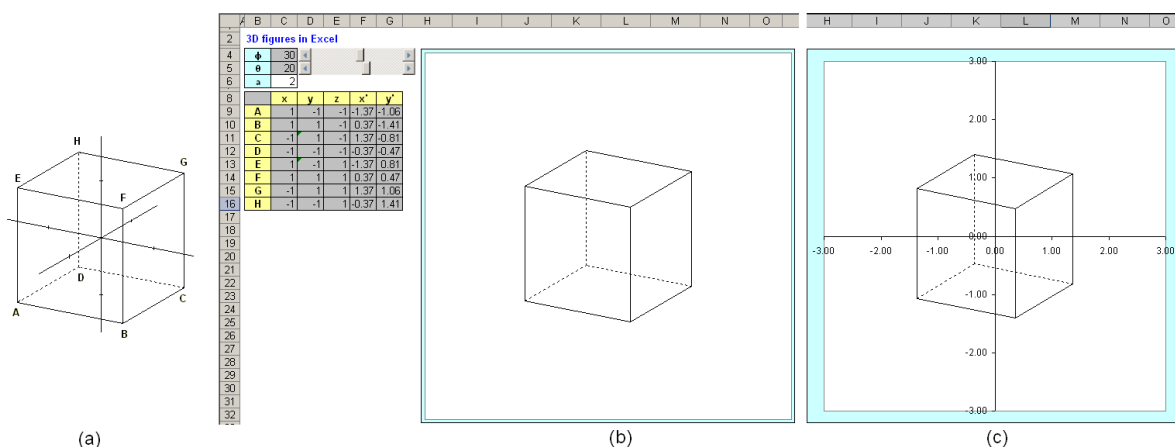 H
G
E
F
D
C
A
B
(a)
A B C D E F G H I J K L M N O
2 3D figures in Excel
4 ϕ 30
5 θ 20
6 a 2
8 x y z x' y'
9 A 1 -1 -1 -1.37 -1.06
10 B 1 1 -1 0.37 -1.41
11 C -1 1 -1 1.37 -0.81
12 D -1 -1 -1 -0.37 -0.47
13 E 1 -1 1 -1.37 0.81
14 F 1 1 1 0.37 0.47
15 G -1 1 1 1.37 1.06
16 H -1 -1 1 -0.37 1.41
17
18
19
20
21
22
23
24
25
26
27
28
29
30
31
32
(b)
H I J K L M N O
3.00
2.00
1.00
0.00
-3.00 -2.00 -1.00 0.00 1.00 2.00 3.00
-1.00
-2.00
-3.00
(c)